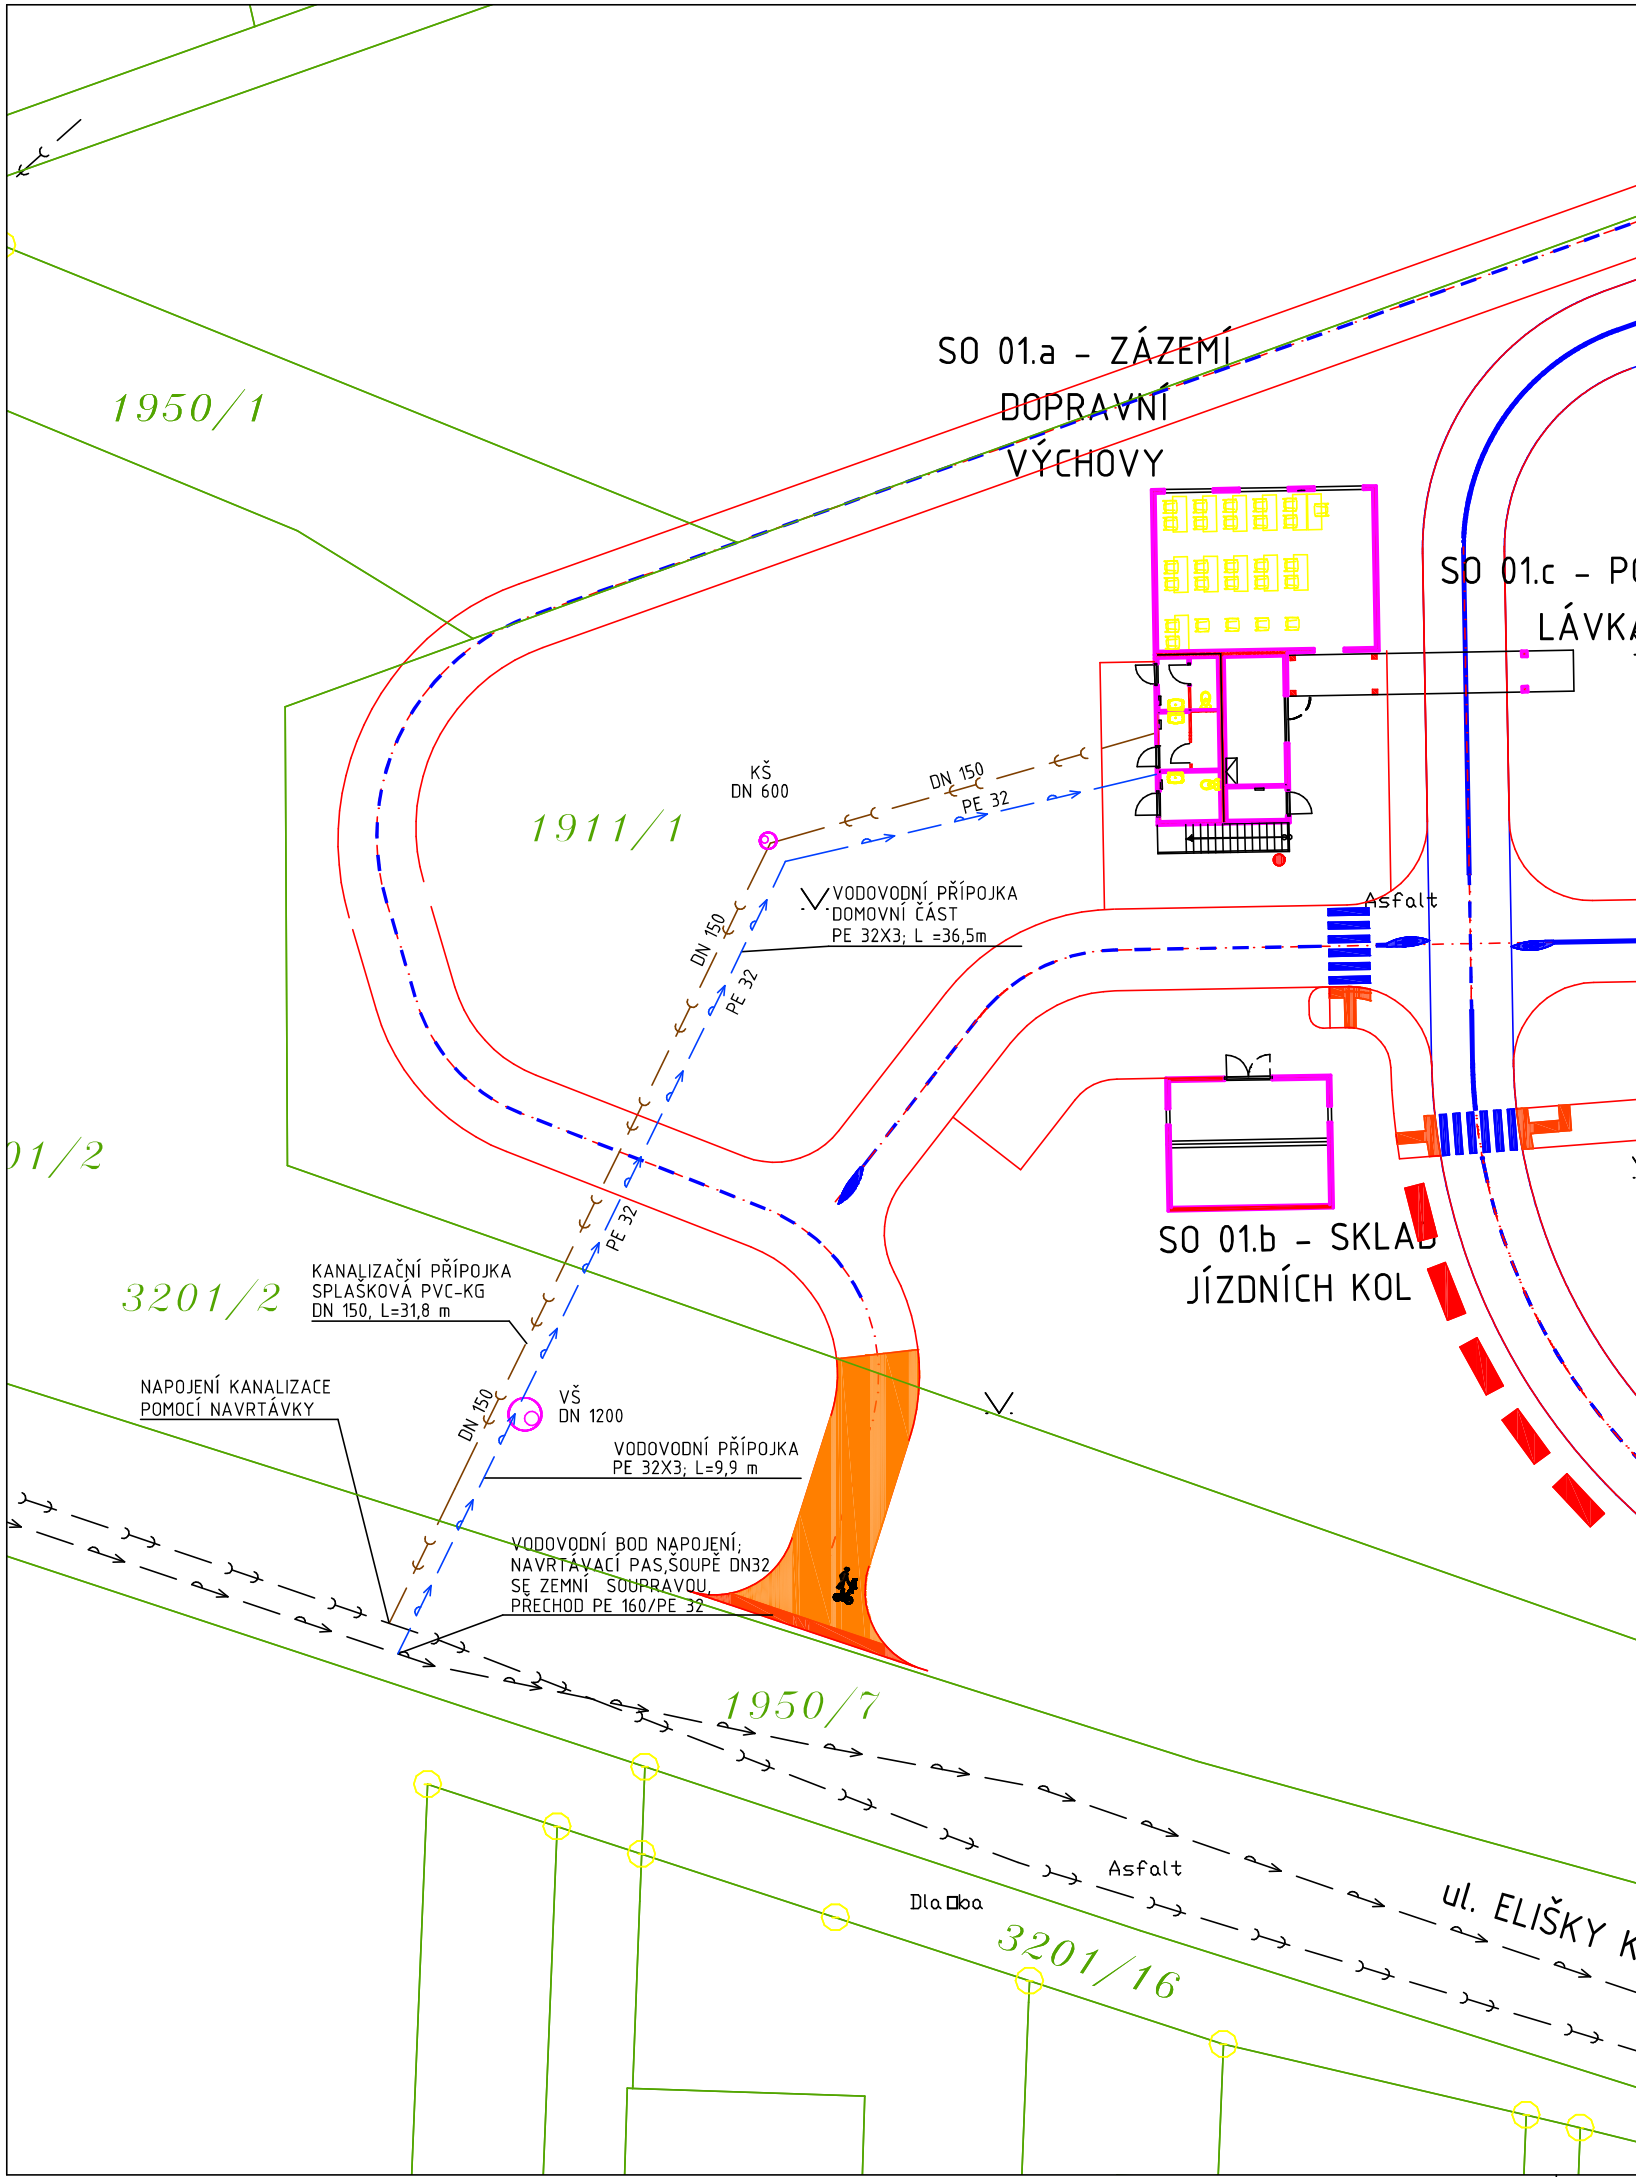 SO 01.a - ZÁZEMÍ
DOPRAVNÍ
VÝCHOVY
1950/1
SO 01.c -
KŠ
DN 600
DN 150
PE 32
1911/1
VODOVODNÍ PŘÍPOJKA
DOMOVNÍ ČÁST
PE 32X3; L =36,5m
Asfalt
DN 150
PE 32
01/2
PE 32
SO 01.b - SKLAD
JÍZDNÍCH KOL
KANALIZAČNÍ PŘÍPOJKA
SPLAŠKOVÁ PVC-KG
DN 150, L=31,8 m
3201/2
NAPOJENÍ KANALIZACE
POMOCÍ NAVRTÁVKY
DN 150
VŠ
DN 1200
VODOVODNÍ PŘÍPOJKA
PE 32X3; L=9,9 m
VODOVODNÍ BOD NAPOJENÍ;
NAVRTÁVACÍ PAS,ŠOUPĚ DN32
SE ZEMNÍ SOUPRAVOU,
PŘECHOD PE 160/PE 32
1950/7
Asfalt
Dla□ba
ul. ELIŠKY K
3201/16